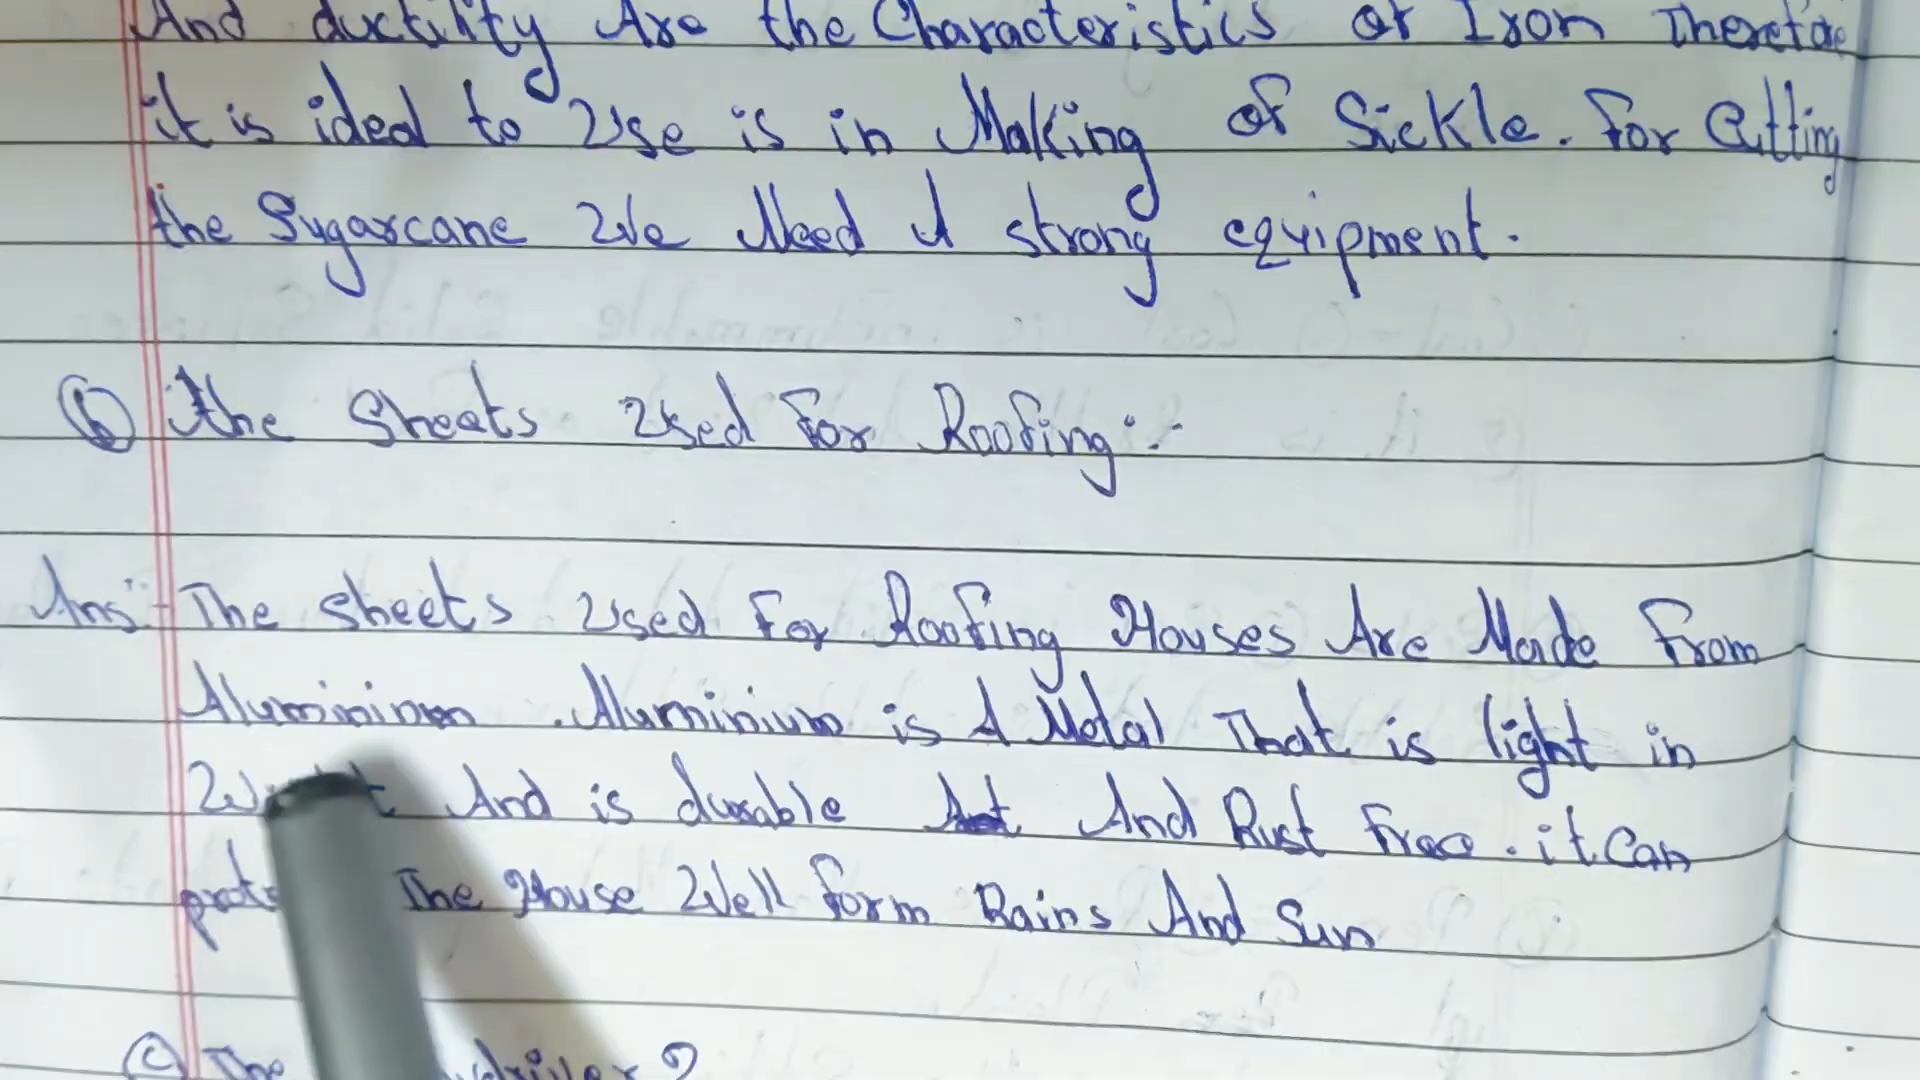 And ductility Are the Characteristics of Iron Therefore
it is ideal to Use is in Making of Sickle. For Cutting
the Sugarcane We Need A strong equipment.
(b) The Sheets Used For Roofing:-
Ans:- The sheets Used For Roofing Houses Are Made From
Aluminium. Aluminium is A Metal That is light in
And is durable And Rust Free. it Can
The House Well form Rains And Sun
(c) The